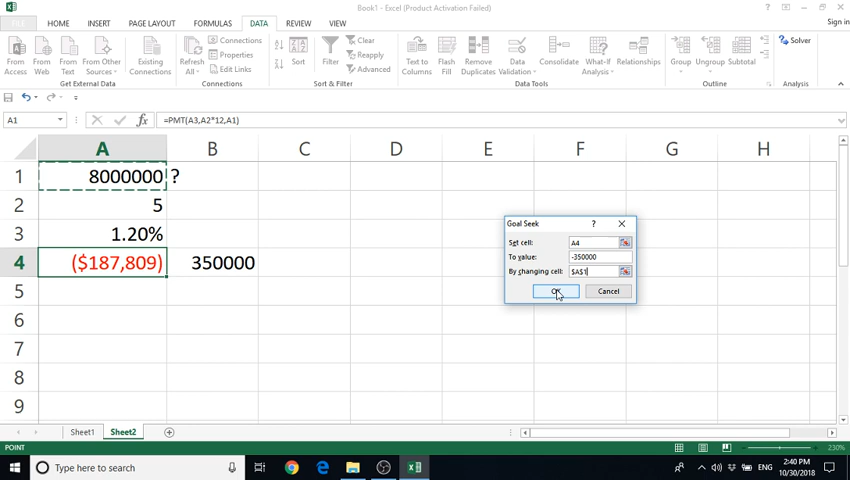 Book1 - Excel (Product Activation Failed)
Sign in
HOME INSERT PAGE LAYOUT FORMULAS DATA REVIEW VIEW
From Access
From Web
From Text
From Other Sources
Existing Connections
Refresh All
Connections
Properties
Edit Links
Sort
Filter
Clear
Reapply
Advanced
Text to Columns
Flash Fill
Remove Duplicates
Data Validation
Consolidate
What-If Analysis
Relationships
Group
Ungroup
Subtotal
Solver
Get External Data Connections Sort & Filter Data Tools Outline Analysis
A1 fx =PMT(A3,A2*12,A1)
A B C D E F G H
1 8000000 ?
2 5
3 1.20%
4 ($187,809) 350000
5
6
7
8
9
Goal Seek ?
Set cell: A4
To value: -350000
By changing cell: $A$1
OK Cancel
Sheet1 Sheet2
POINT 230%
Type here to search
ENG
2:40 PM
10/30/2018